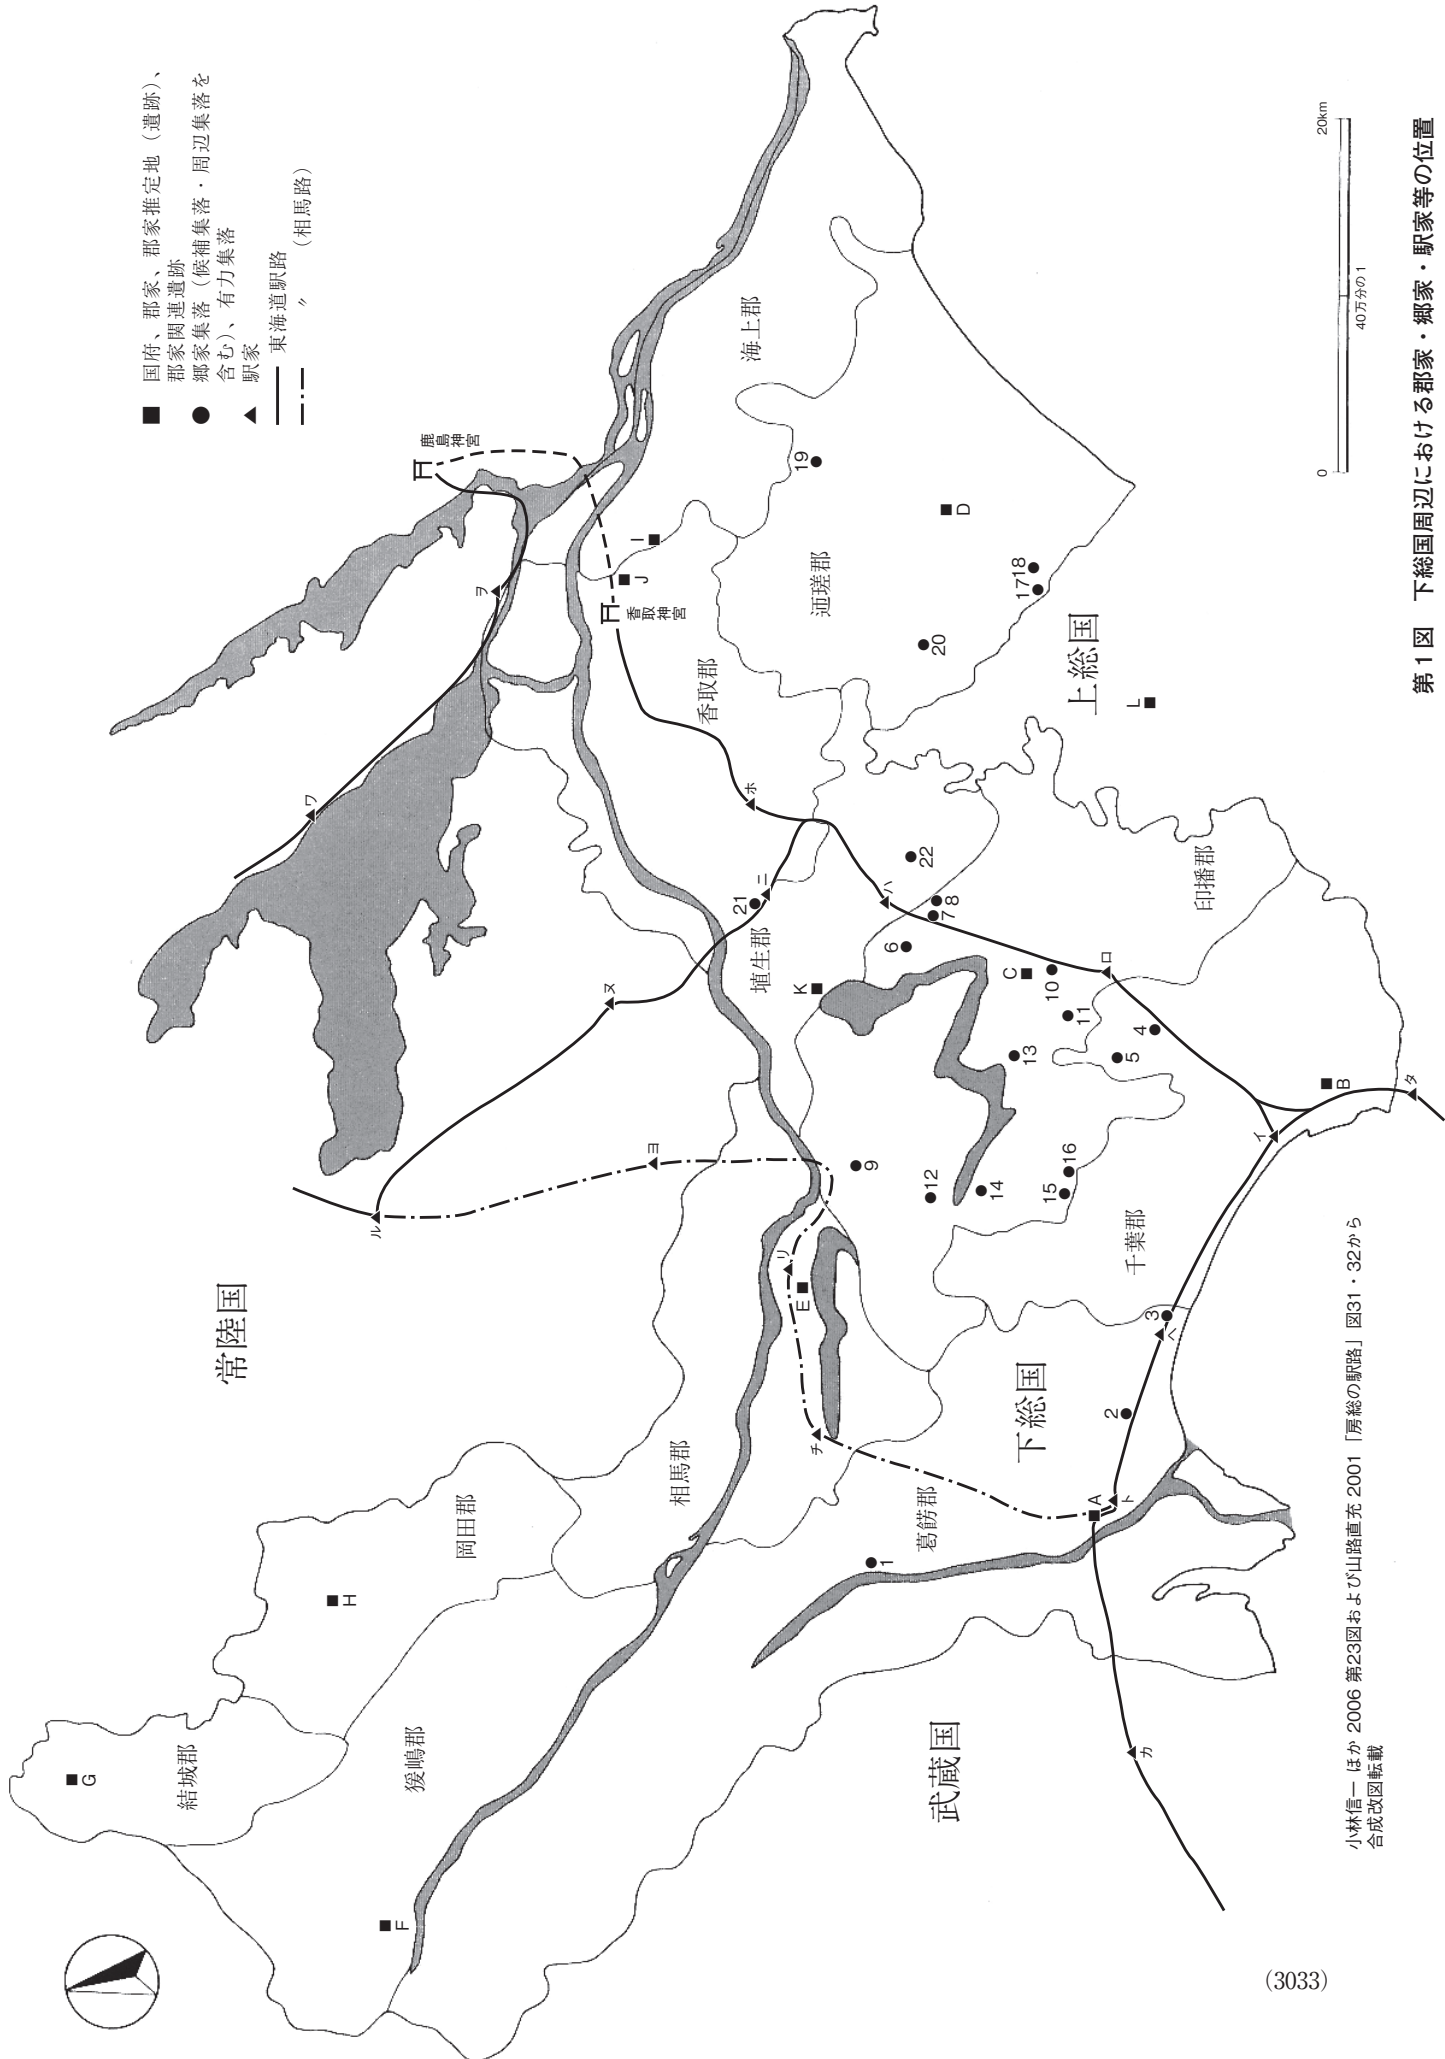 ■ 国府、郡家、郡家推定地（遺跡）、
郡家関連遺跡
● 郷家集落（候補集落・周辺集落を
含む）、有力集落
▲ 駅家
東海道駅路
〃 （相馬路）
鹿島神宮
香取神宮
常陸国
武蔵国
下総国
上総国
結城郡
猨嶋郡
岡田郡
相馬郡
葛餝郡
千葉郡
印播郡
埴生郡
香取郡
迊瑳郡
海上郡
A
B
C
D
E
F
G
H
I
J
K
L
1
2
3
4
5
6
7
8
9
10
11
12
13
14
15
16
17
18
19
20
21
22
イ
ロ
ハ
ニ
ホ
ヘ
ト
チ
リ
ヌ
ル
ヲ
ワ
カ
ヨ
タ
0
20km
40万分の1
小林信一 ほか 2006 第23図および山路直充 2001「房総の駅路」図31・32から
合成改図転載
第1図 下総国周辺における郡家・郷家・駅家等の位置
(3033)